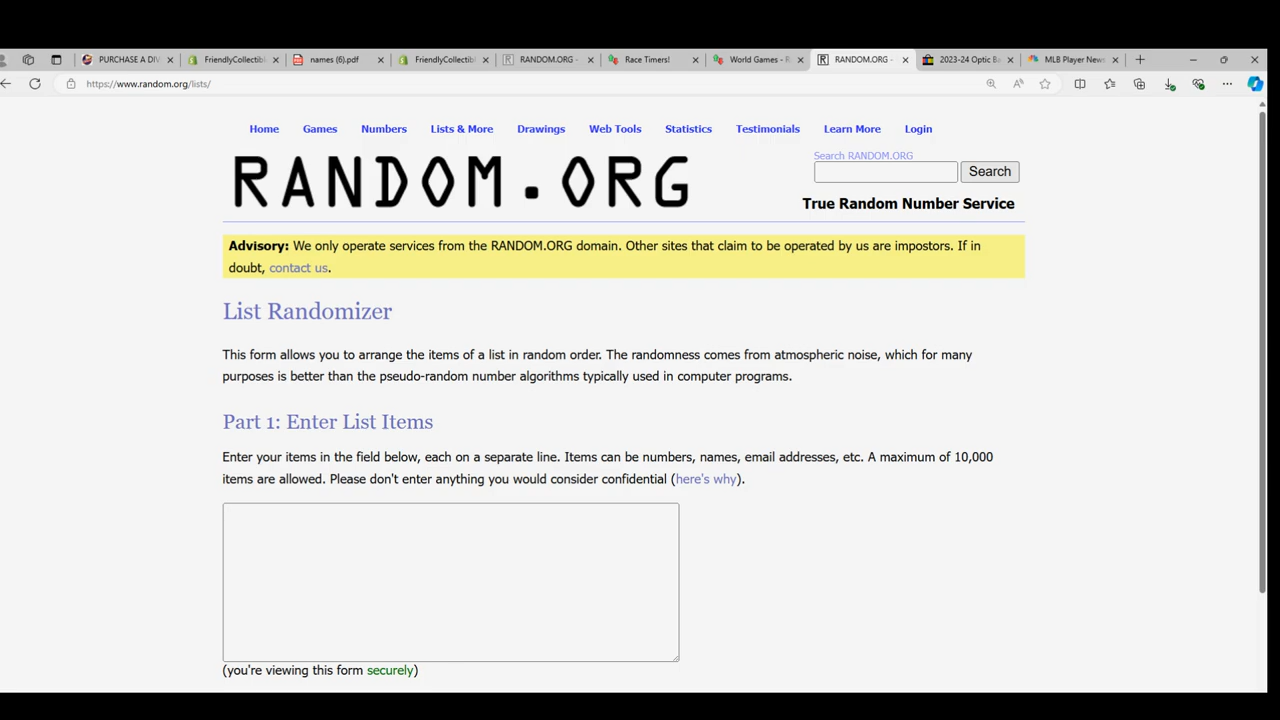 PURCHASE A DIV
FriendlyCollectibl
names (6).pdf
FriendlyCollectibl
RANDOM.ORG -
Race Timers!
World Games - R
RANDOM.ORG -
2023-24 Optic Ba
MLB Player News
https://www.random.org/lists/
Home Games Numbers Lists & More Drawings Web Tools Statistics Testimonials Learn More Login
RANDOM.ORG
Search RANDOM.ORG
Search
True Random Number Service
Advisory: We only operate services from the RANDOM.ORG domain. Other sites that claim to be operated by us are impostors. If in
doubt, contact us.
List Randomizer
This form allows you to arrange the items of a list in random order. The randomness comes from atmospheric noise, which for many
purposes is better than the pseudo-random number algorithms typically used in computer programs.
Part 1: Enter List Items
Enter your items in the field below, each on a separate line. Items can be numbers, names, email addresses, etc. A maximum of 10,000
items are allowed. Please don't enter anything you would consider confidential (here's why).
(you're viewing this form securely)